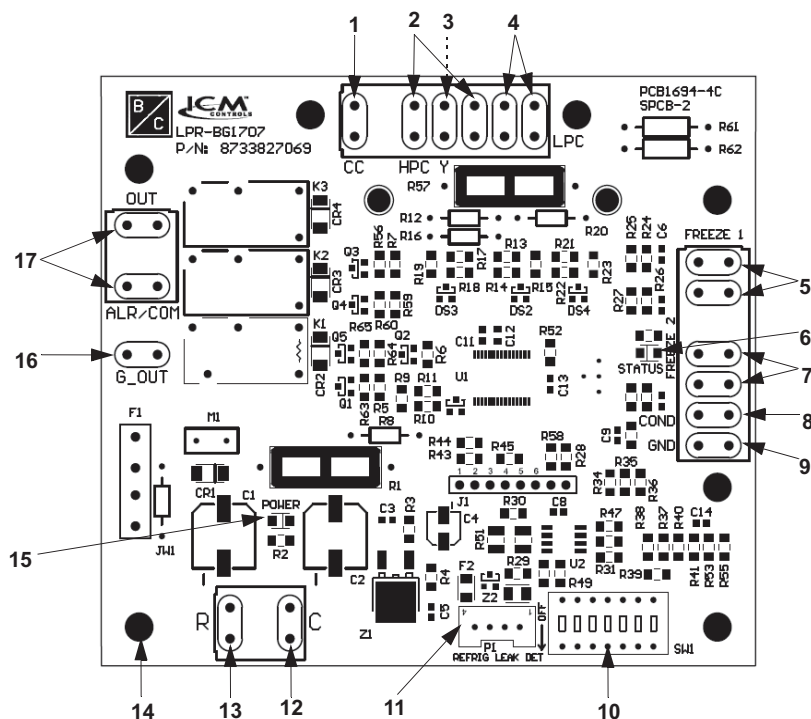 1 2 3 4
B/C ICM CONTROLS
LPR-BG1707
P/N: 8733827069
PCB1694-4C
SPCB-2
R61
R62
CC HPC Y LPC
R57
OUT
K3
CR4
R12
R16
R20
17
K2
CR3
Q3
R56
R7
R19
R18
R17
R14
R13
R15
R22
R21
R23
R25
R24
C6
FREEZE 1
5
ALR/COM
Q4
R59
DS3
DS2
DS4
R27
R26
6
K1
CR2
R65
R60
Q5
R64
Q2
R6
C11
C12
R52
STATUS
FREEZE 2
7
16
G_OUT
Q1
R63
R5
R9
R11
R10
U1
C13
COND
8
F1
M1
R8
R44
R43
R45
R58
R28
C9
GND
9
CR1
R1
1 2 3 4 5 6 7 8
R34
R35
R36
JW1
C1
POWER
R2
15
C2
C3
R3
J1
C4
R30
C8
R51
U2
R47
R31
R38
R37
R40
C14
R4
F2
R29
Z2
R49
R39
R41
R53
R55
R C
Z1
C5
4 1
P1
REFRIG LEAK DET
OFF
SW1
14 13 12 11 10